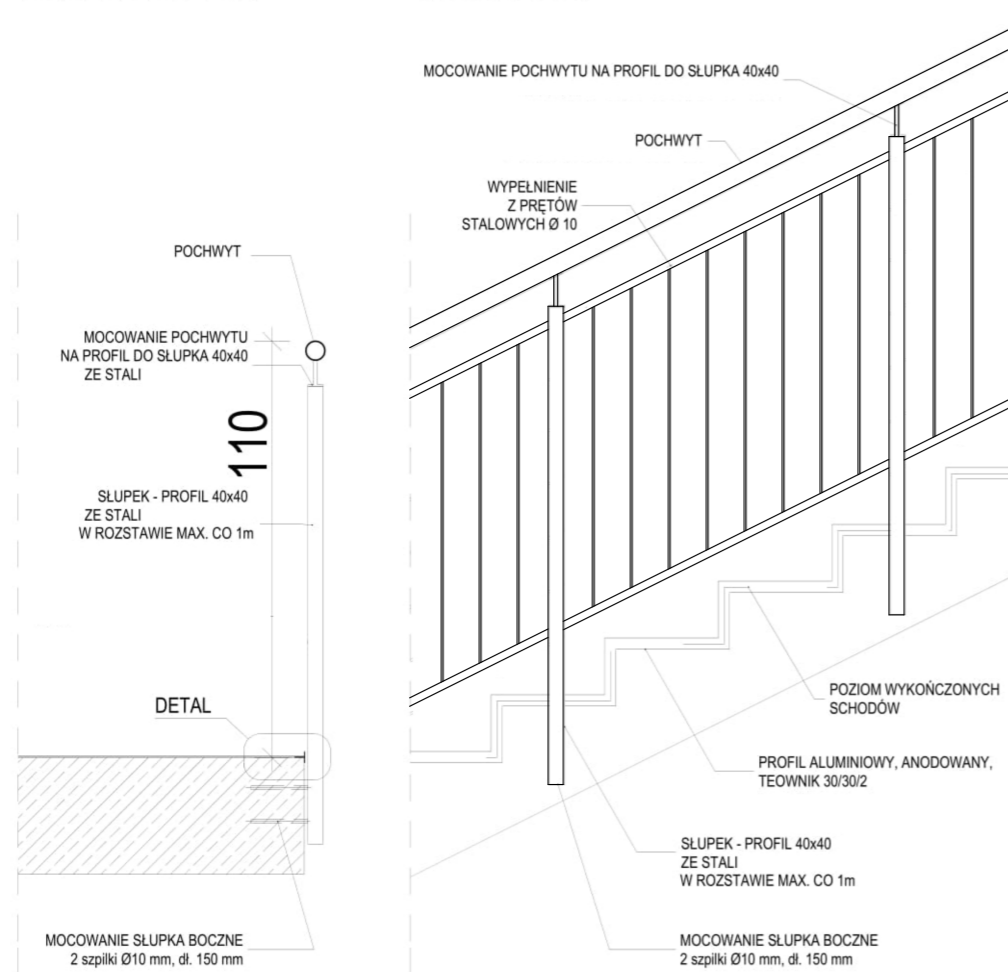 POCHWYT
MOCOWANIE POCHWYTU
NA PROFIL DO SŁUPKA 40x40
ZE STALI
110
SŁUPEK - PROFIL 40x40
ZE STALI
W ROZSTAWIE MAX. CO 1m
DETAL
MOCOWANIE SŁUPKA BOCZNE
2 szpilki Ø10 mm, dł. 150 mm
MOCOWANIE POCHWYTU NA PROFIL DO SŁUPKA 40x40
POCHWYT
WYPEŁNIENIE
Z PRĘTÓW
STALOWYCH Ø 10
POZIOM WYKOŃCZONYCH
SCHODÓW
PROFIL ALUMINIOWY, ANODOWANY,
TEOWNIK 30/30/2
SŁUPEK - PROFIL 40x40
ZE STALI
W ROZSTAWIE MAX. CO 1m
MOCOWANIE SŁUPKA BOCZNE
2 szpilki Ø10 mm, dł. 150 mm